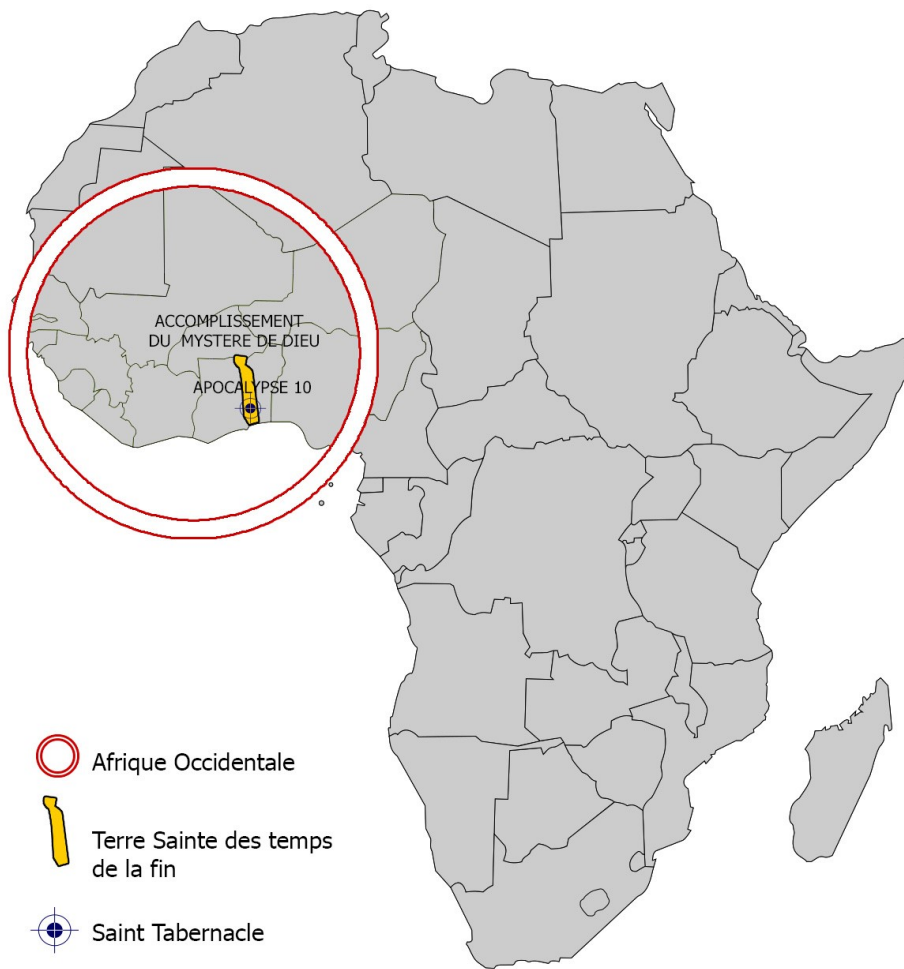 ACCOMPLISSEMENT
DU MYSTERE DE DIEU
APOCALYPSE 10
Afrique Occidentale
Terre Sainte des temps
de la fin
Saint Tabernacle